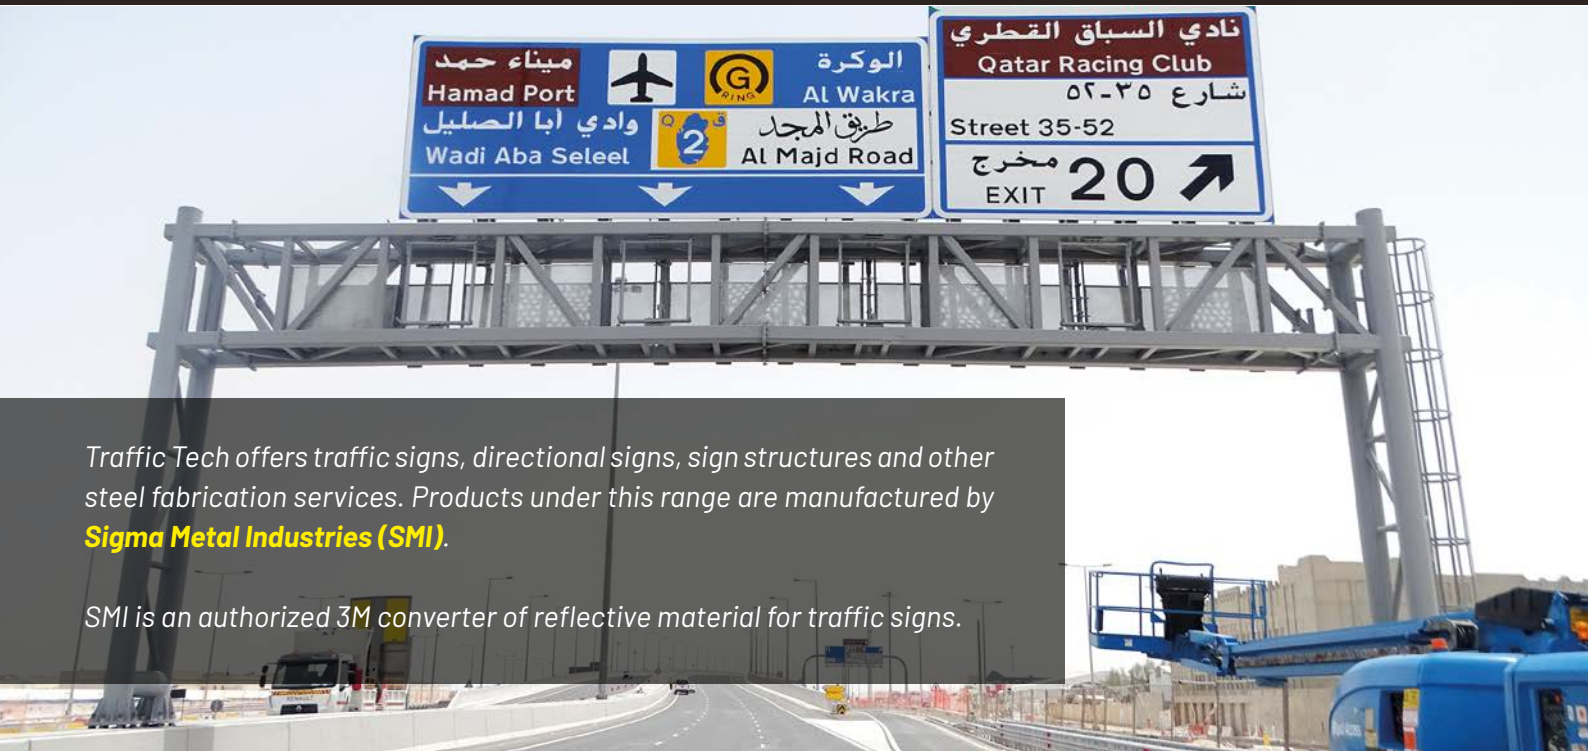 ميناء حمد
Hamad Port
G
RING
الوكرة
Al Wakra
وادي أبا الصليل
Wadi Aba Seleel
Q 2 ق
طريق المجد
Al Majd Road
نادي السباق القطري
Qatar Racing Club
شارع ٣٥-٥٢
Street 35-52
مخرج
EXIT 20
Traffic Tech offers traffic signs, directional signs, sign structures and other
steel fabrication services. Products under this range are manufactured by
Sigma Metal Industries (SMI).
SMI is an authorized 3M converter of reflective material for traffic signs.
RENAULT